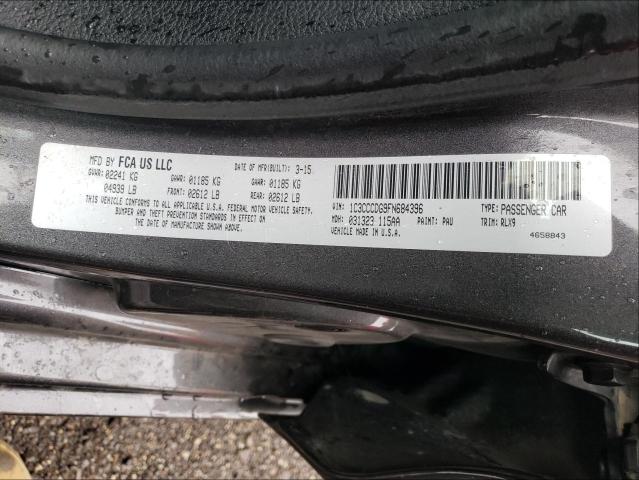 MFD BY FCA US LLC DATE OF MFR(BUILT): 3-15
GVWR: 02241 KG GAWR: 01185 KG GAWR: 01185 KG
04939 LB FRONT: 02612 LB REAR: 02612 LB
THIS VEHICLE CONFORMS TO ALL APPLICABLE U.S.A. FEDERAL MOTOR VEHICLE SAFETY,
BUMPER AND THEFT PREVENTION STANDARDS IN EFFECT ON
THE DATE OF MANUFACTURE SHOWN ABOVE.
VIN: 1C3CCCDG9FN684396 TYPE: PASSENGER CAR
MDH: 031323 115AA PAINT: PAU TRIM: RLX9
VEHICLE MADE IN U.S.A. 4658843